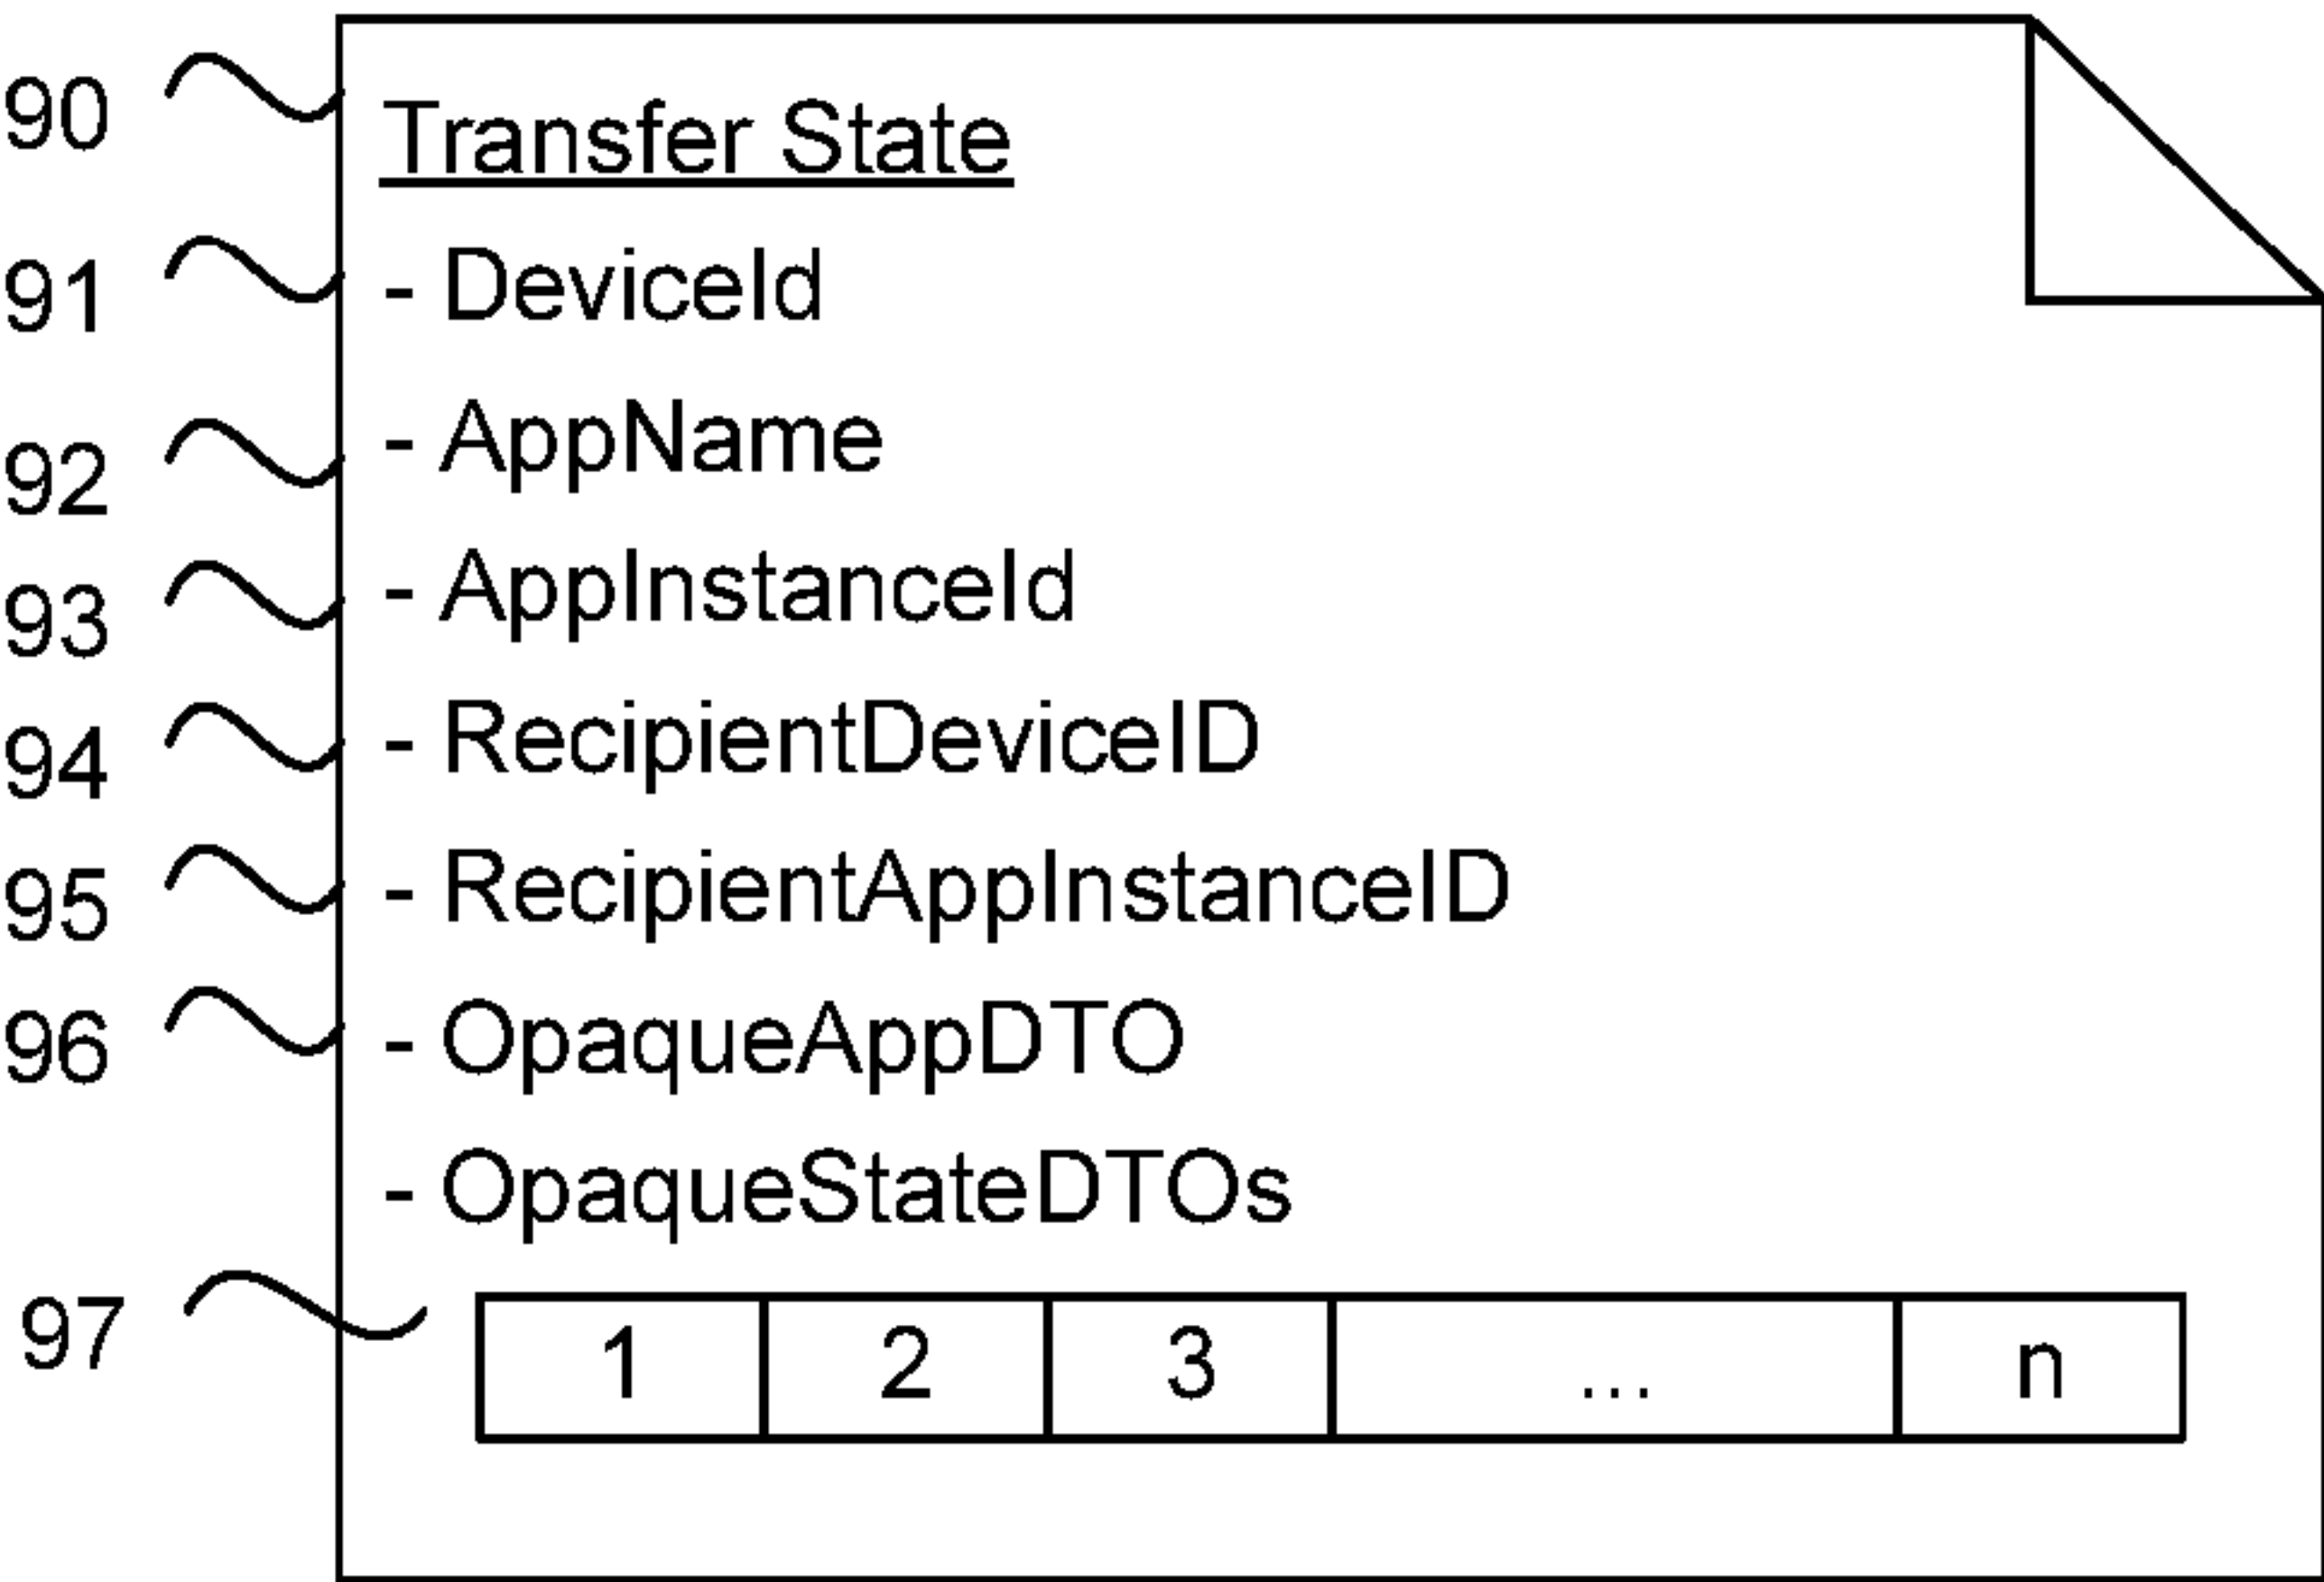 90 Transfer State
91 - DeviceId
92 - AppName
93 - AppInstanceId
94 - RecipientDeviceID
95 - RecipientAppInstanceID
96 - OpaqueAppDTO
- OpaqueStateDTOs
97 1 2 3 ... n